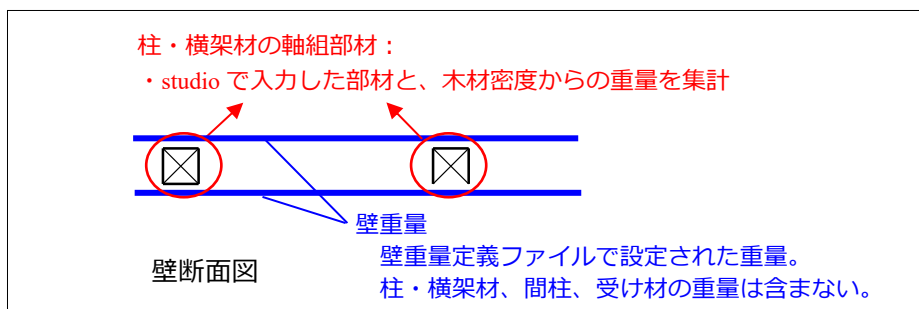 柱・横架材の軸組部材：
・studio で入力した部材と、木材密度からの重量を集計
壁重量
壁重量定義ファイルで設定された重量。
柱・横架材、間柱、受け材の重量は含まない。
壁断面図